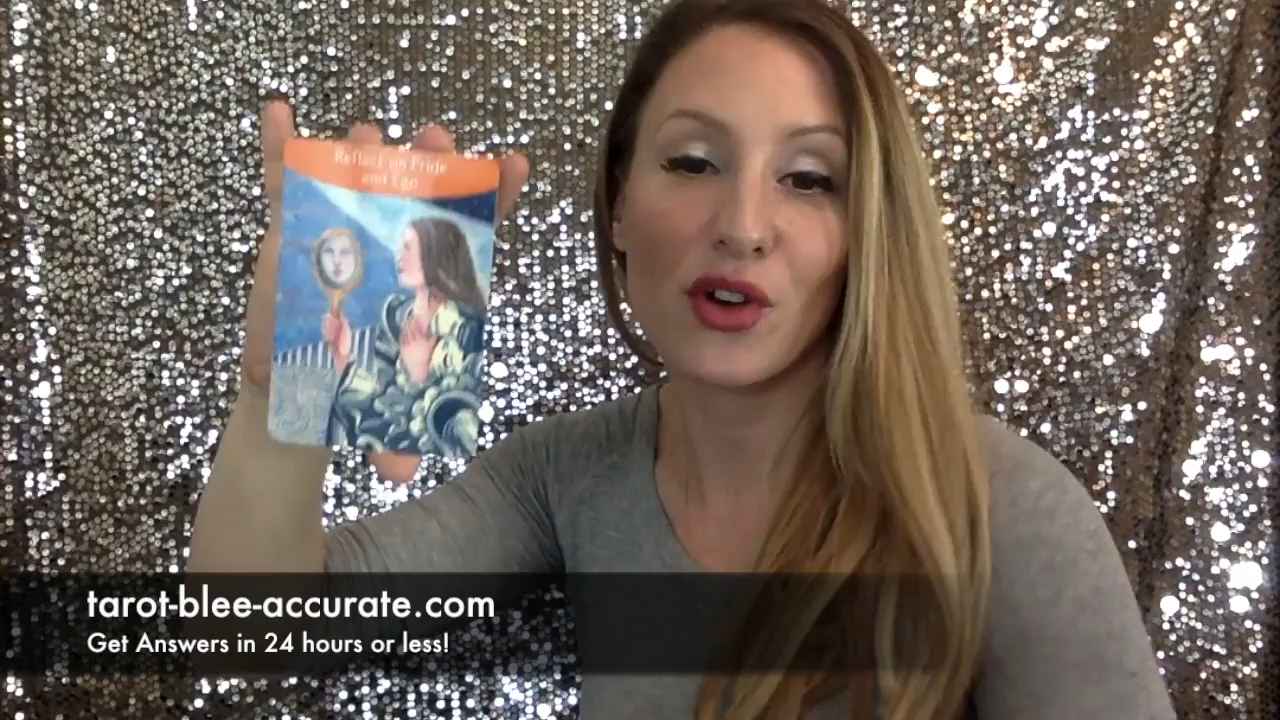 Reflect on Pride
and Ego
tarot-blee-accurate.com
Get Answers in 24 hours or less!